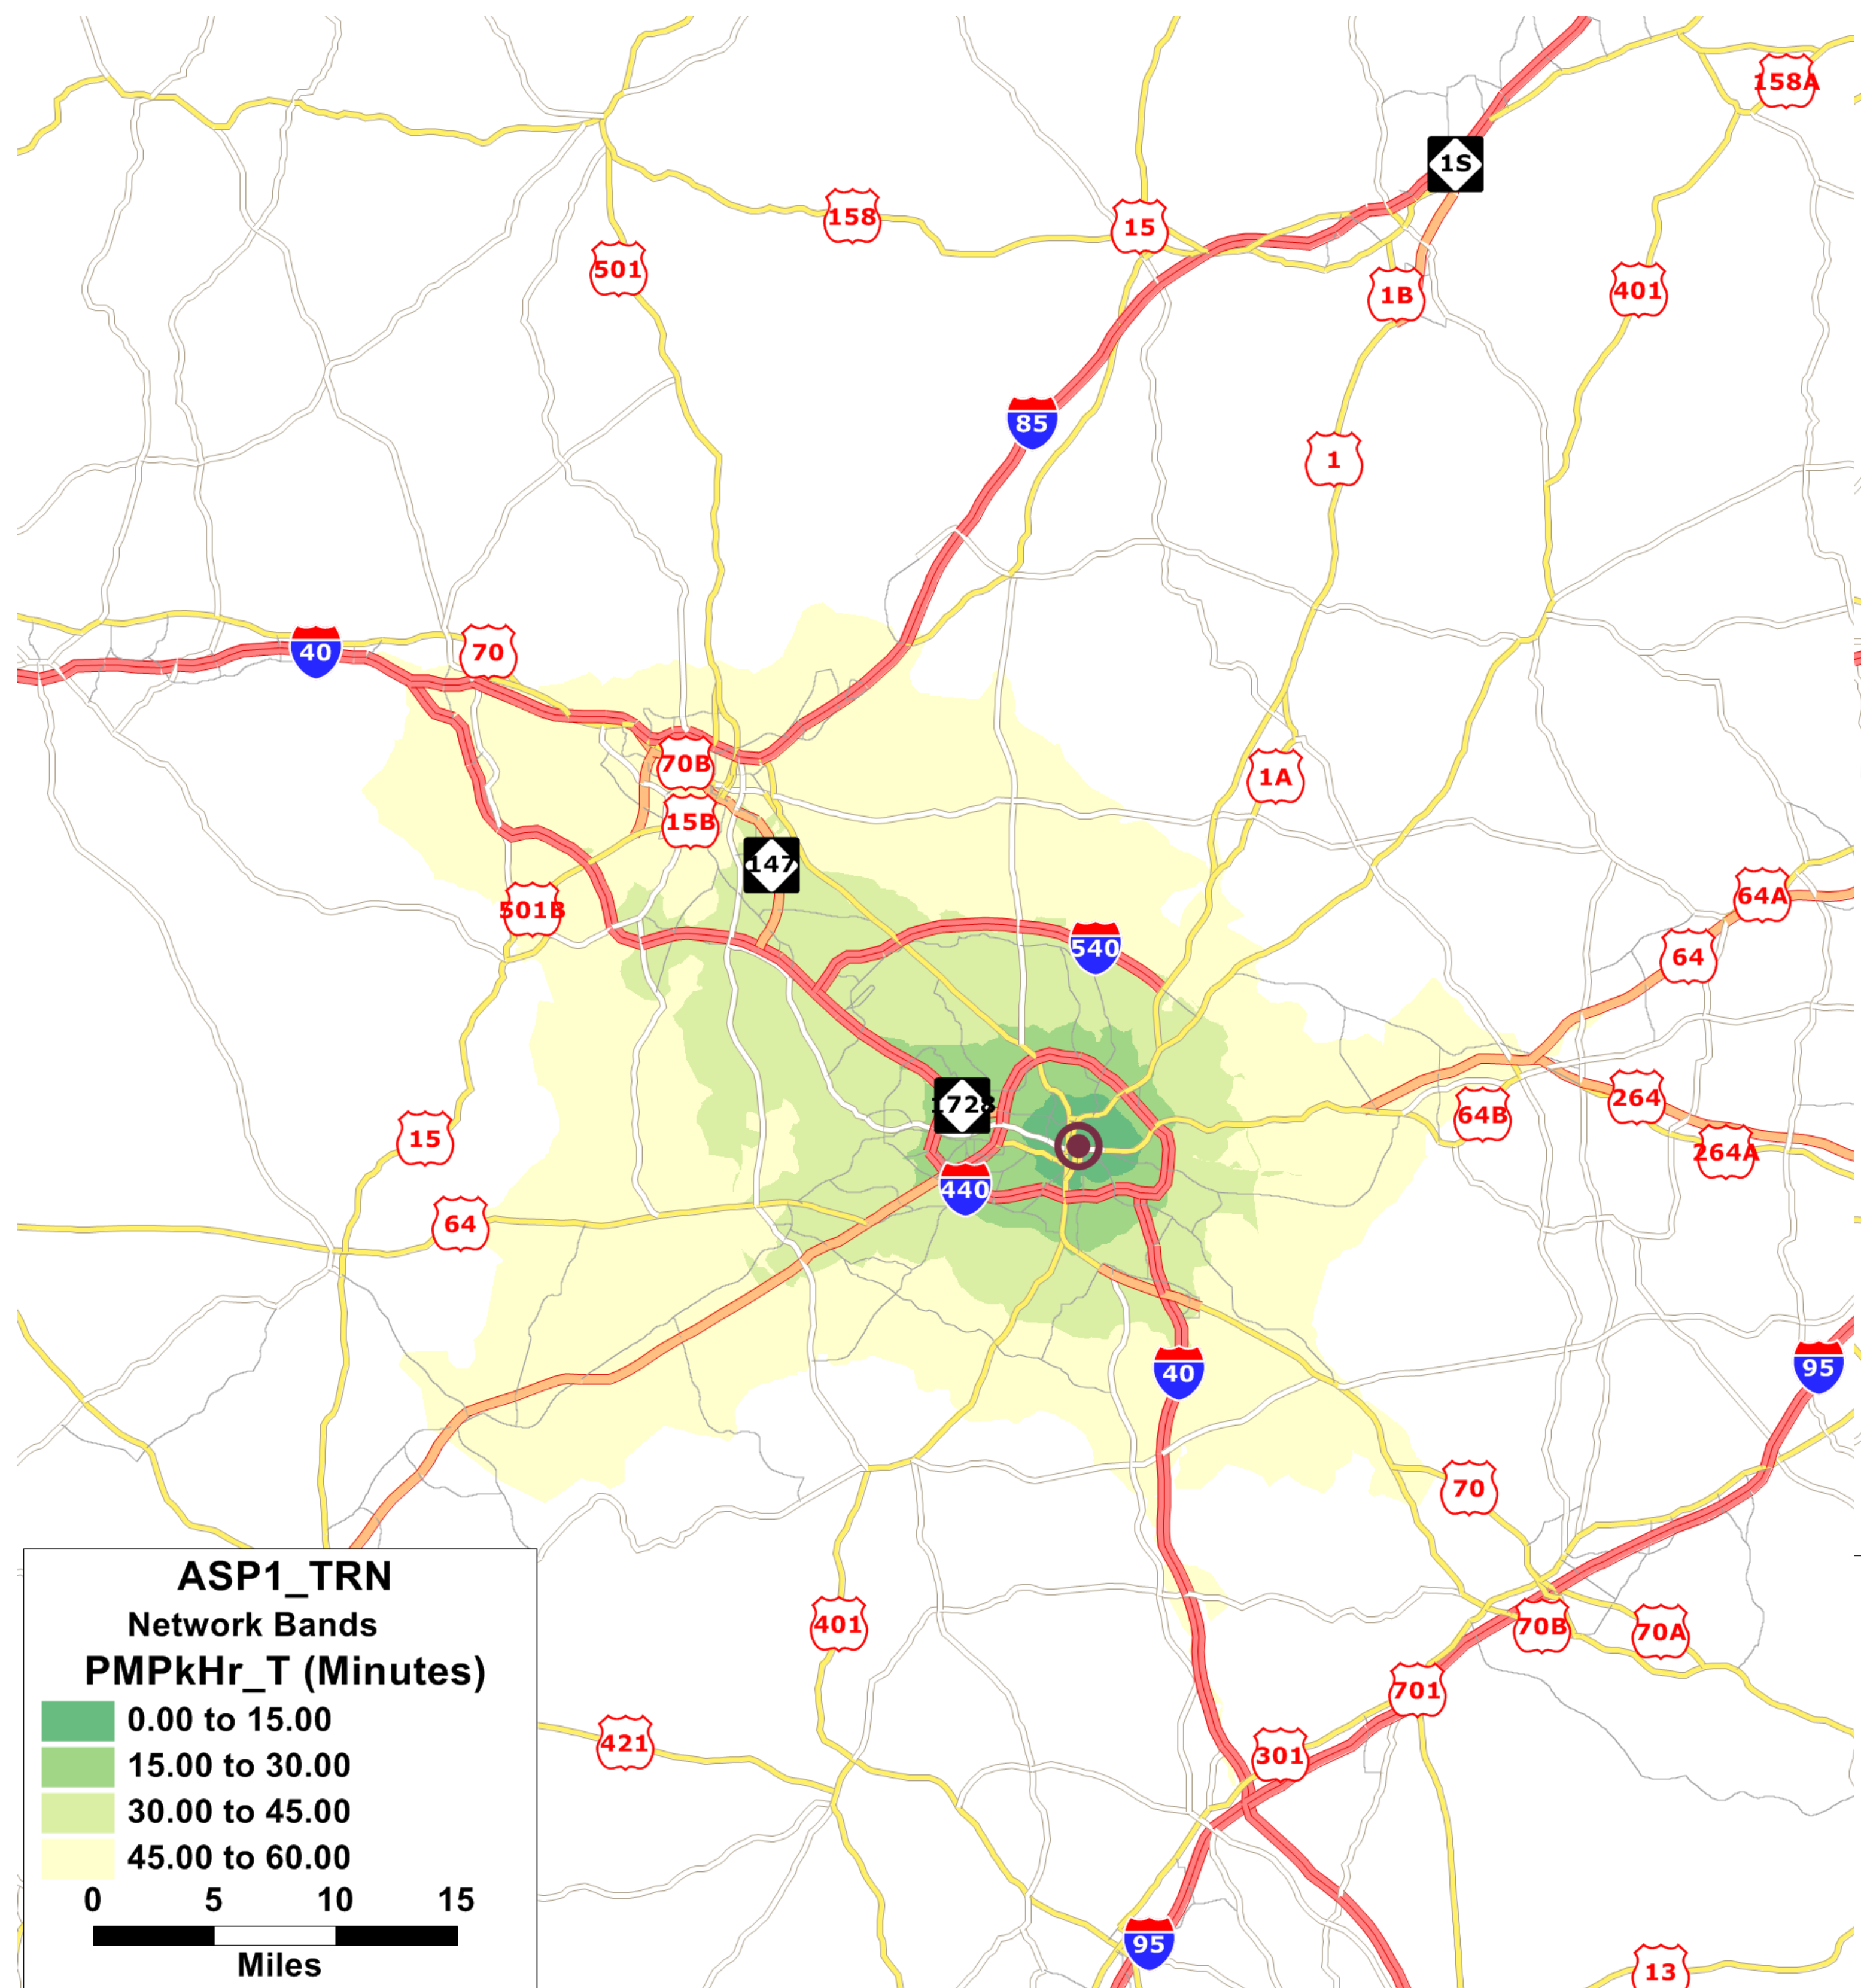 158A
1S
158
15
501
401
1B
85
1
40
70
70B
1A
15B
147
64A
501B
540
64
1728
264
64B
15
264A
440
64
95
40
70
401
70B
70A
701
421
301
95
13
ASP1_TRN
Network Bands
PMPkHr_T (Minutes)
0.00 to 15.00
15.00 to 30.00
30.00 to 45.00
45.00 to 60.00
0 5 10 15
Miles